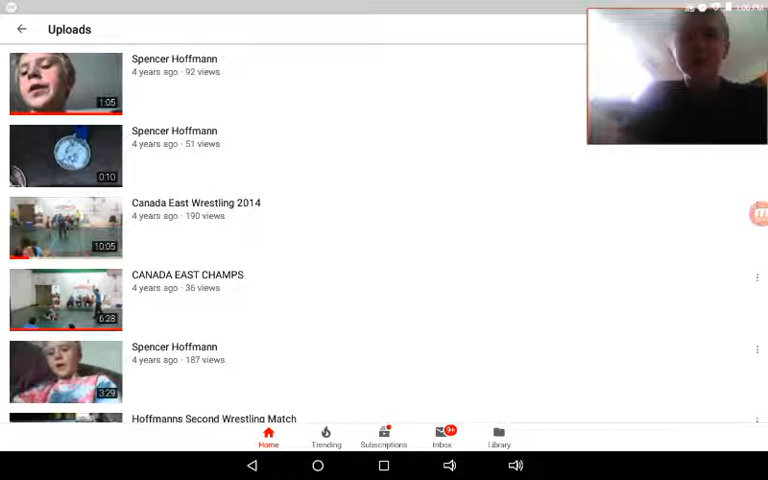 1:06 PM
Uploads
Spencer Hoffmann
4 years ago · 92 views
1:05
Spencer Hoffmann
4 years ago · 51 views
0:10
Canada East Wrestling 2014
4 years ago · 190 views
10:05
CANADA EAST CHAMPS
4 years ago · 36 views
6:28
Spencer Hoffmann
4 years ago · 187 views
3:29
Hoffmanns Second Wrestling Match
9+
Home Trending Subscriptions Inbox Library